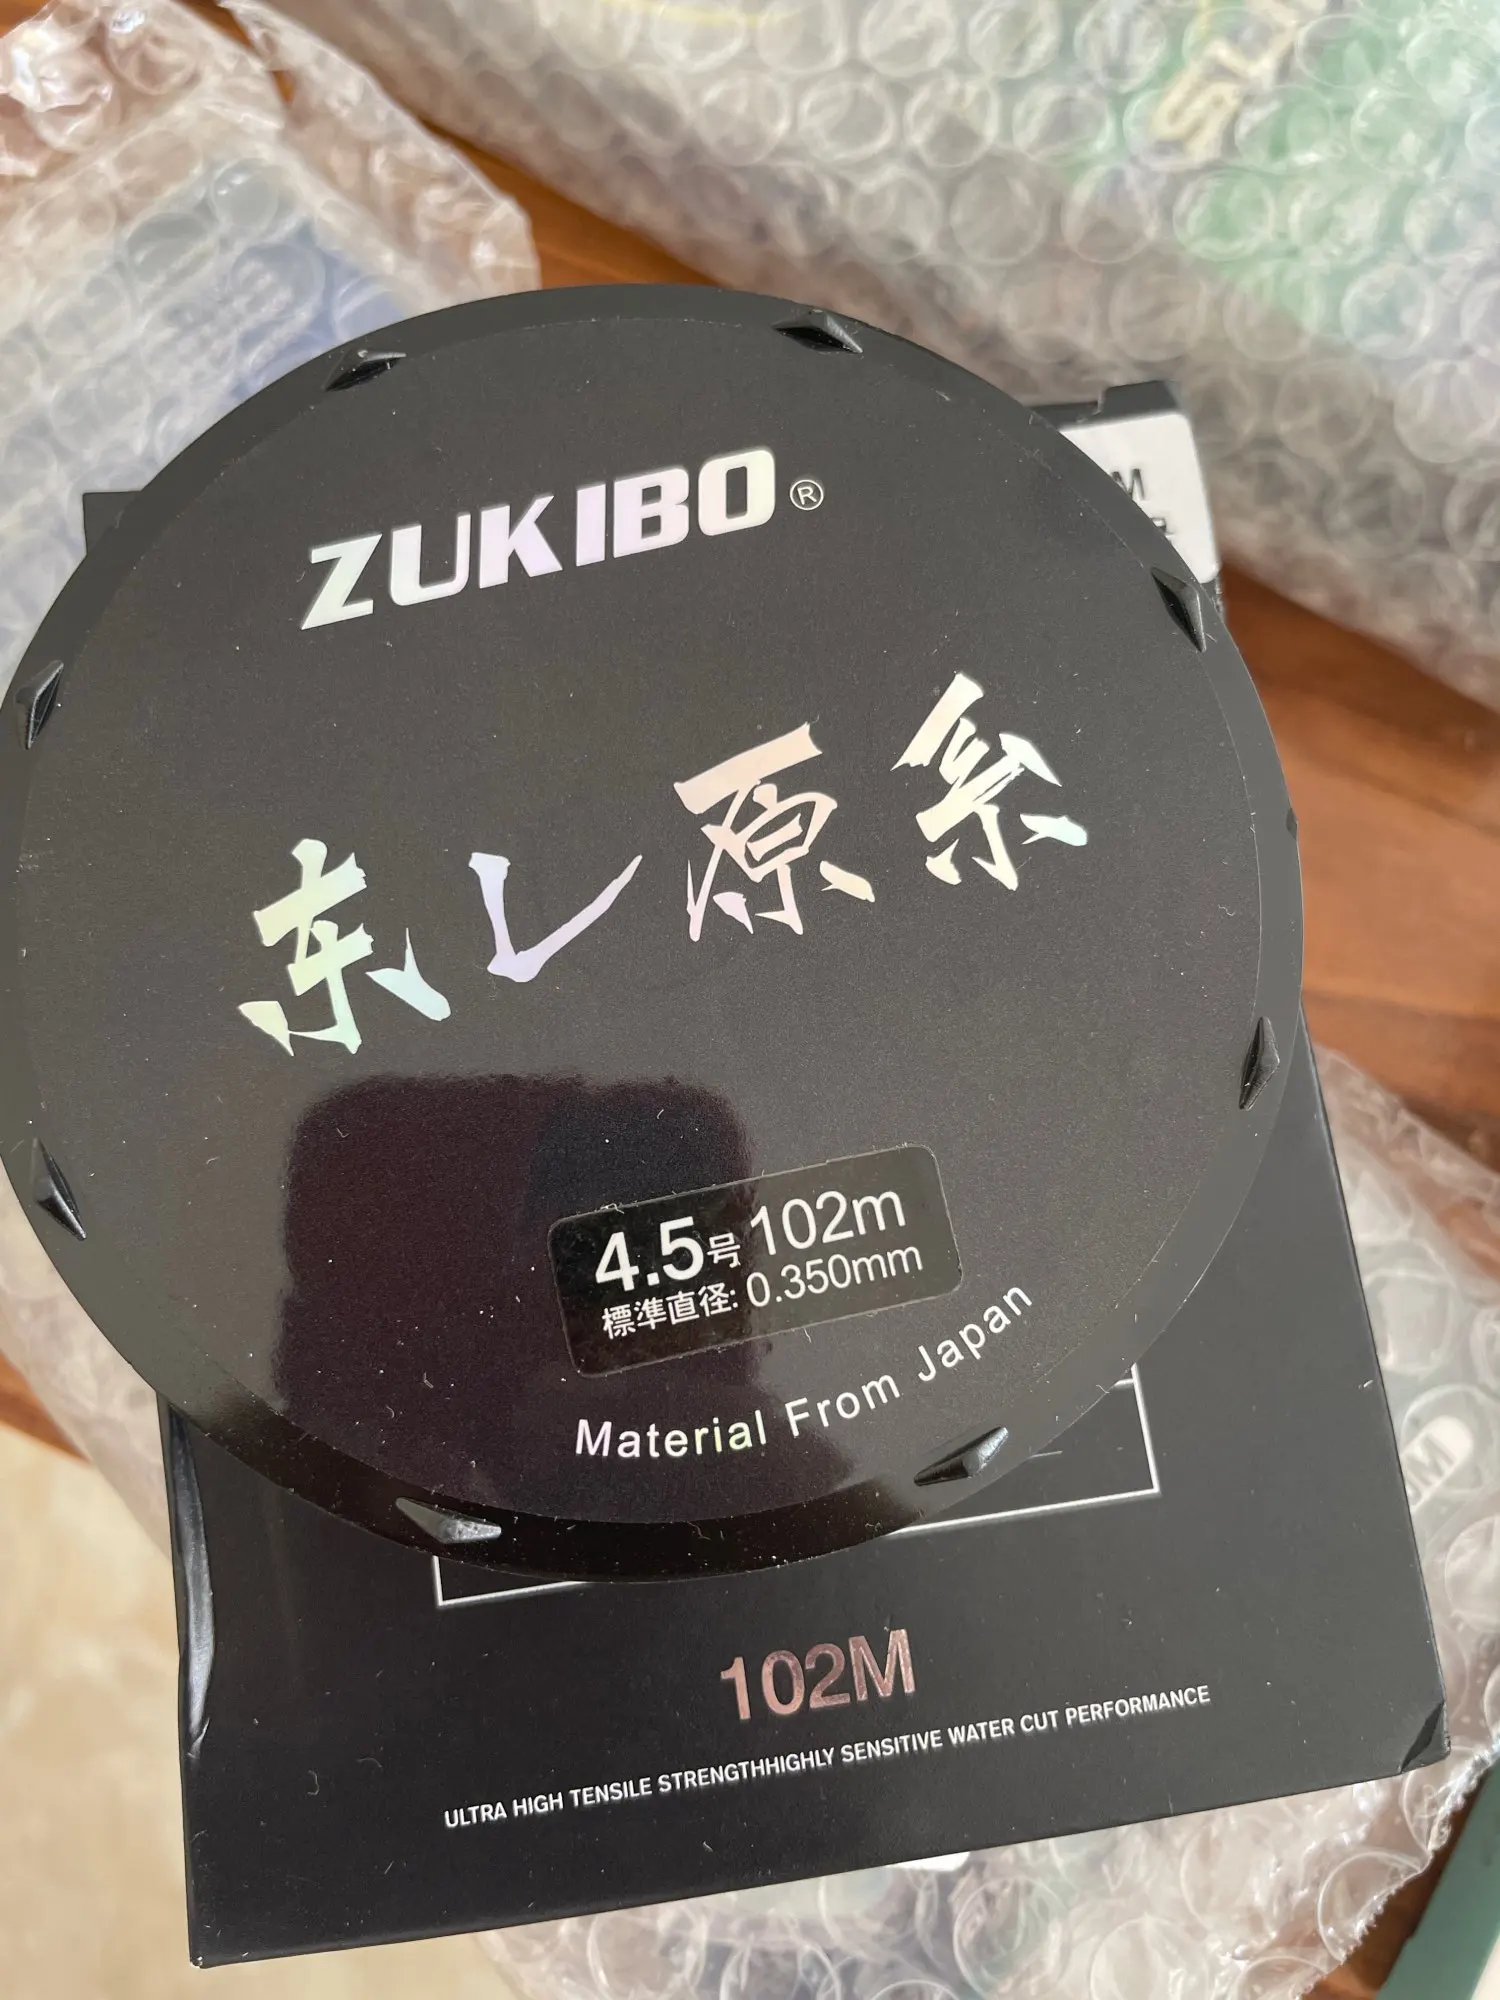 ZUKIBO®
东レ原系
4.5号 102m
標準直径: 0.350mm
Material From Japan
102M
ULTRA HIGH TENSILE STRENGTHHIGHLY SENSITIVE WATER CUT PERFORMANCE